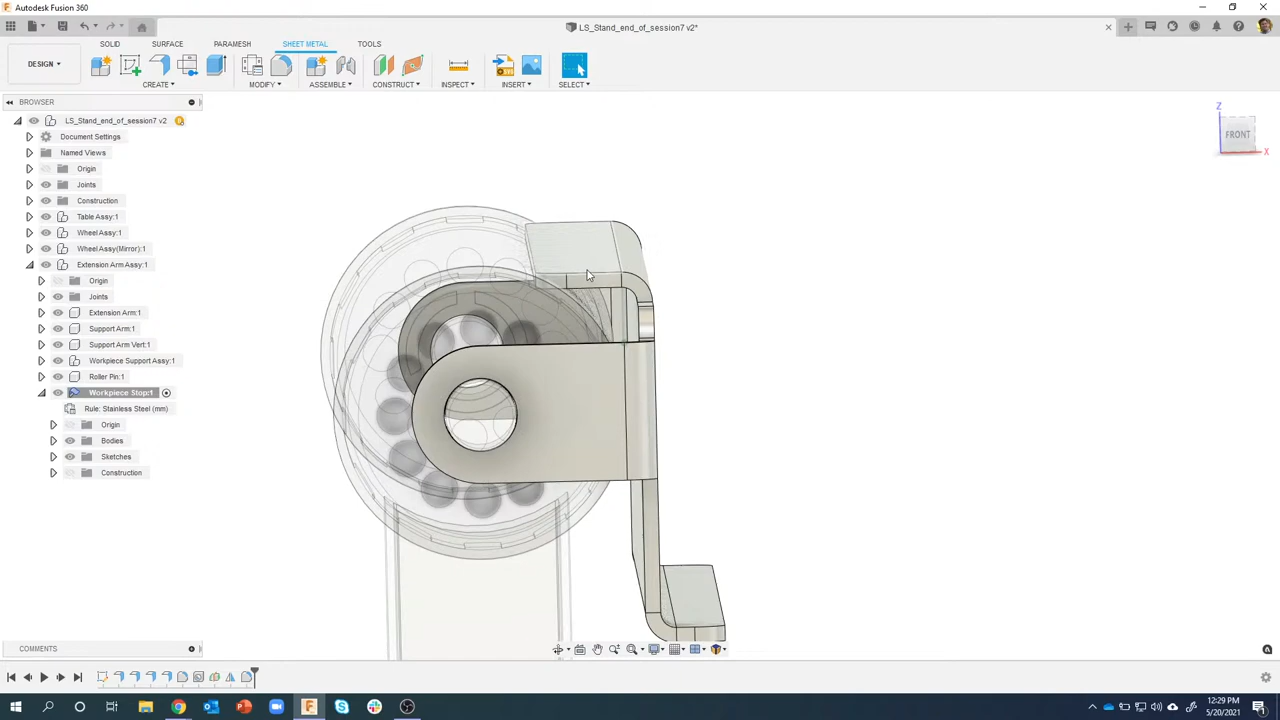 Autodesk Fusion 360
LS_Stand_end_of_session7 v2*
SOLID SURFACE PARAMESH SHEET METAL TOOLS
DESIGN ▾
CREATE ▾ MODIFY ▾ ASSEMBLE ▾ CONSTRUCT ▾ INSPECT ▾ INSERT ▾ SELECT ▾
BROWSER
LS_Stand_end_of_session7 v2
Document Settings
Named Views
Origin
Joints
Construction
Table Assy:1
Wheel Assy:1
Wheel Assy(Mirror):1
Extension Arm Assy:1
Origin
Joints
Extension Arm:1
Support Arm:1
Support Arm Vert:1
Workpiece Support Assy:1
Roller Pin:1
Workpiece Stop:1
Rule: Stainless Steel (mm)
Origin
Bodies
Sketches
Construction
Z
FRONT
X
COMMENTS
12:29 PM
5/20/2021